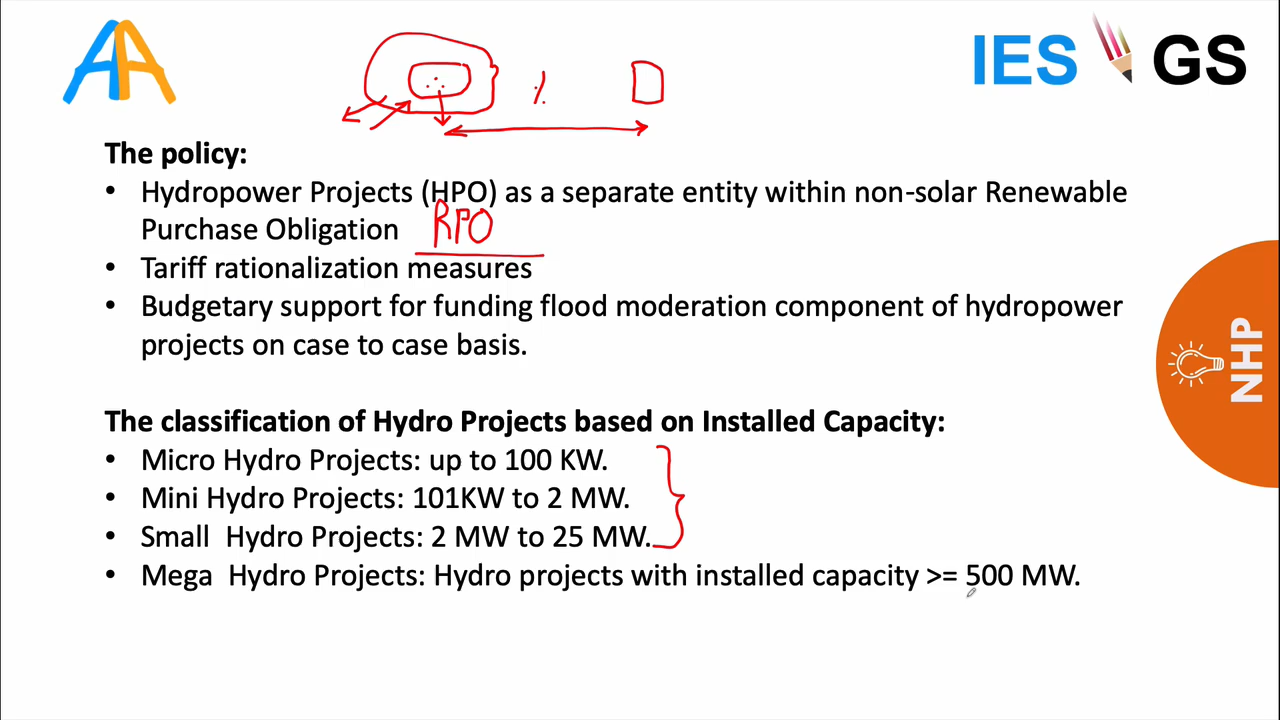 AA
IES GS
%
The policy:
• Hydropower Projects (HPO) as a separate entity within non-solar Renewable
Purchase Obligation RPO
• Tariff rationalization measures
• Budgetary support for funding flood moderation component of hydropower
projects on case to case basis.
NHP
The classification of Hydro Projects based on Installed Capacity:
• Micro Hydro Projects: up to 100 KW.
• Mini Hydro Projects: 101KW to 2 MW.
• Small Hydro Projects: 2 MW to 25 MW.
• Mega Hydro Projects: Hydro projects with installed capacity >= 500 MW.